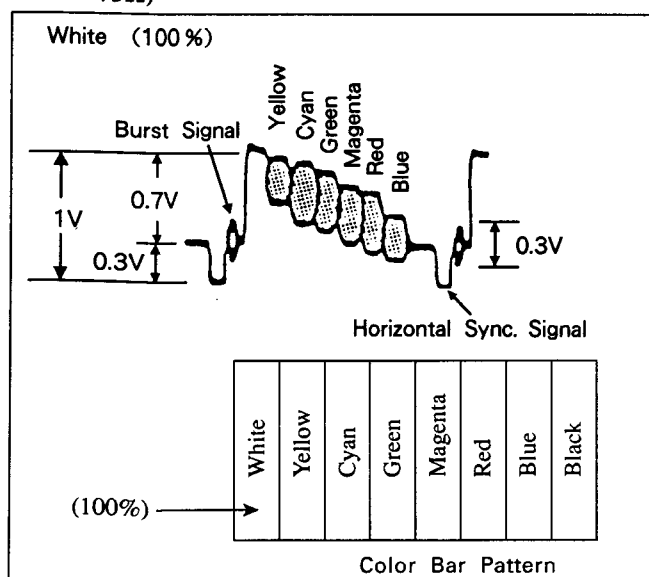 White (100%)
Yellow
Cyan
Green
Magenta
Red
Blue
Burst Signal
1V
0.7V
0.3V
0.3V
Horizontal Sync. Signal
White
Yellow
Cyan
Green
Magenta
Red
Blue
Black
(100%)
Color Bar Pattern